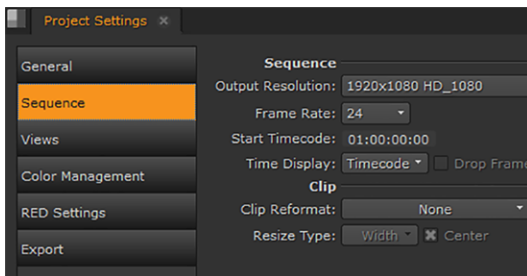 Project Settings
General
Sequence
Views
Color Management
RED Settings
Export
Sequence
Output Resolution: 1920x1080 HD_1080
Frame Rate: 24
Start Timecode: 01:00:00:00
Time Display: Timecode Drop Frame
Clip
Clip Reformat: None
Resize Type: Width Center